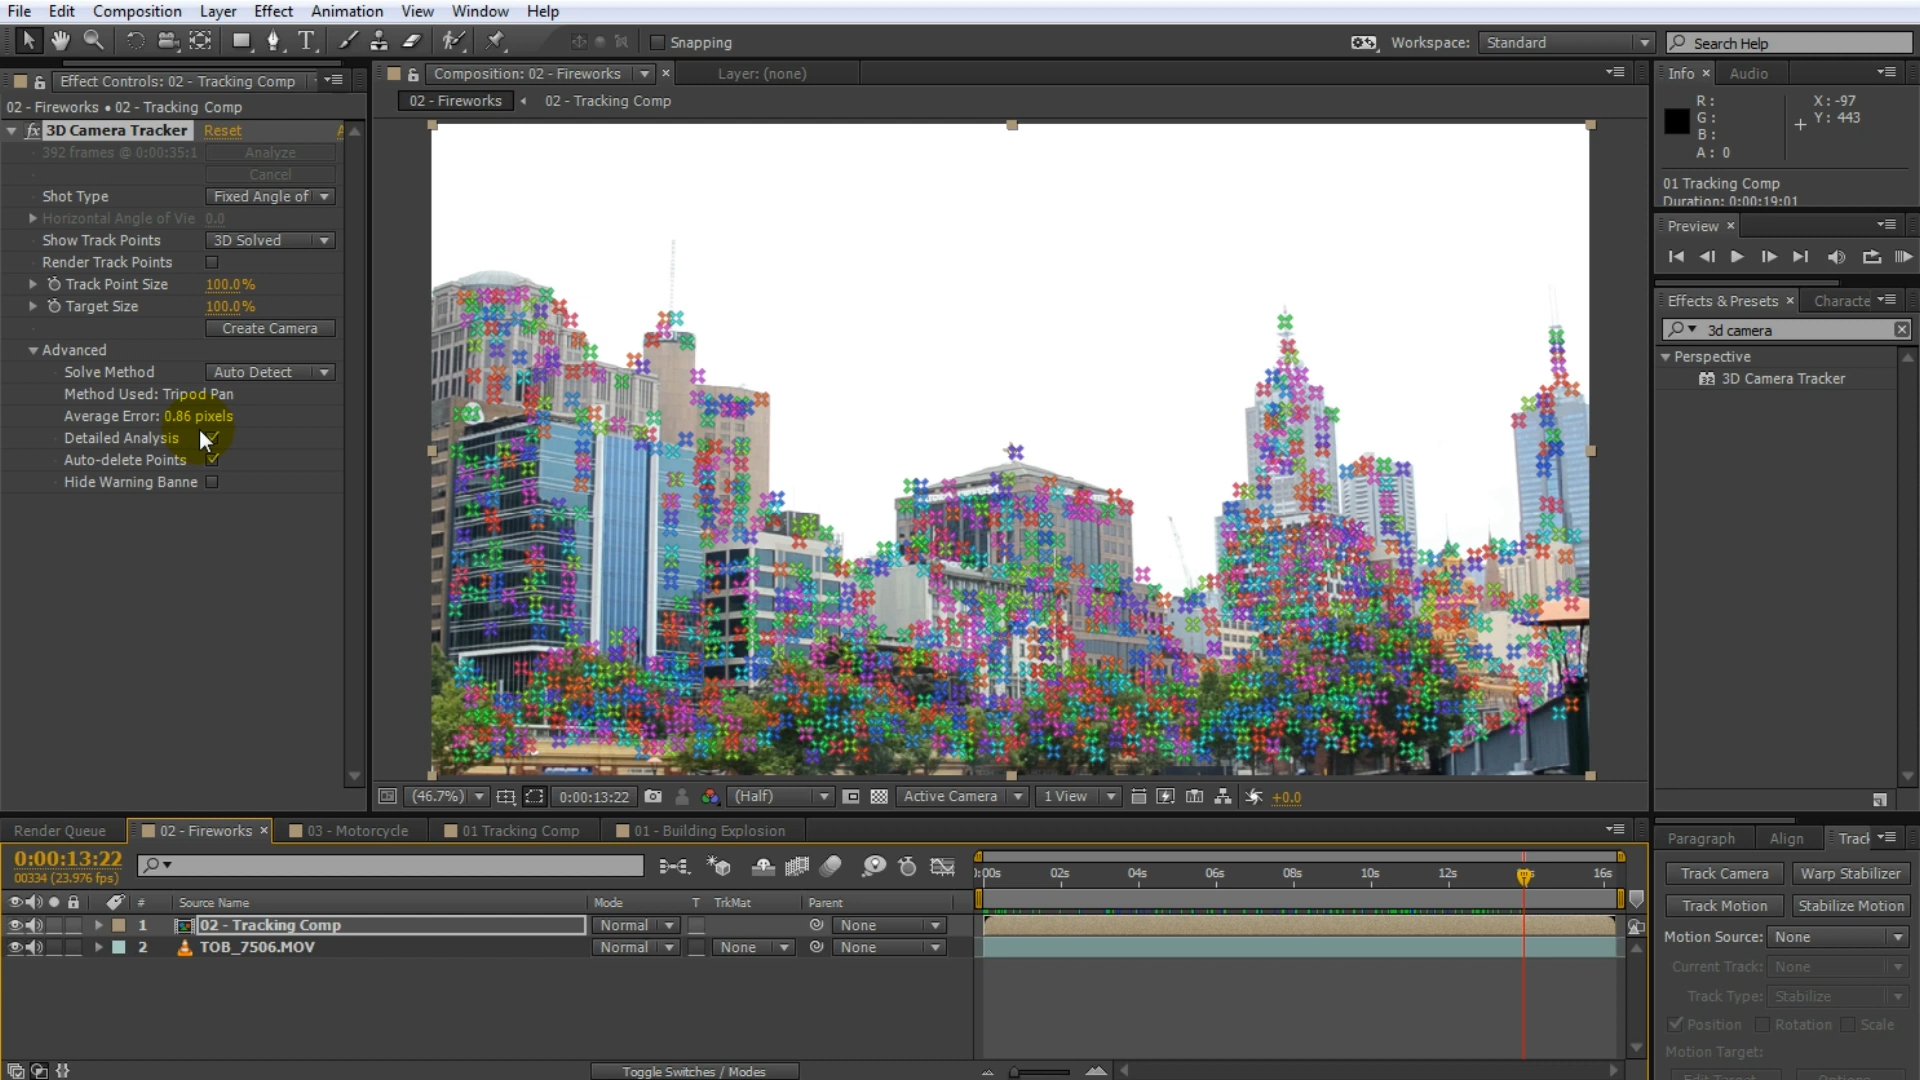 File Edit Composition Layer Effect Animation View Window Help
Snapping
Workspace: Standard
Search Help
Effect Controls: 02 - Tracking Comp
02 - Fireworks • 02 - Tracking Comp
fx 3D Camera Tracker Reset A
392 frames @ 0:00:35:1 Analyze
Cancel
Shot Type Fixed Angle of
Horizontal Angle of Vie 0.0
Show Track Points 3D Solved
Render Track Points
Track Point Size 100.0%
Target Size 100.0%
Create Camera
Advanced
Solve Method Auto Detect
Method Used: Tripod Pan
Average Error: 0.86 pixels
Detailed Analysis
Auto-delete Points
Hide Warning Banne
Composition: 02 - Fireworks
Layer: (none)
02 - Fireworks 02 - Tracking Comp
(46.7%) 0:00:13:22 (Half) Active Camera 1 View +0.0
Info Audio
R: X: -97
G: Y: 443
B:
A: 0
01 Tracking Comp
Duration: 0:00:19:01
Preview
Effects & Presets Characte
3d camera
Perspective
32 3D Camera Tracker
Render Queue 02 - Fireworks 03 - Motorcycle 01 Tracking Comp 01 - Building Explosion
0:00:13:22
00334 (23.976 fps)
# Source Name Mode T TrkMat Parent
1 02 - Tracking Comp Normal None
2 TOB_7506.MOV Normal None None
):00s 02s 04s 06s 08s 10s 12s 16s
Toggle Switches / Modes
Paragraph Align Track
Track Camera Warp Stabilizer
Track Motion Stabilize Motion
Motion Source: None
Current Track: None
Track Type: Stabilize
Position Rotation Scale
Motion Target:
Edit Target... Options...